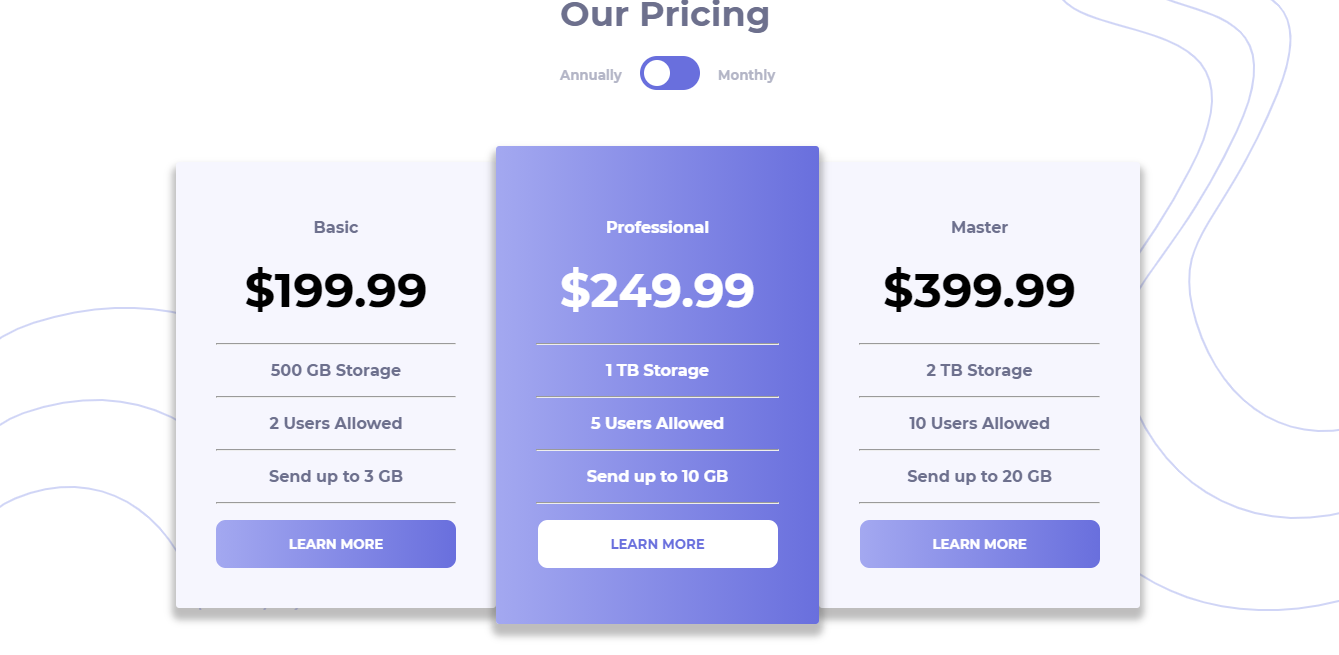 Our Pricing
Annually
Monthly
Basic
$199.99
500 GB Storage
2 Users Allowed
Send up to 3 GB
LEARN MORE
Professional
$249.99
1 TB Storage
5 Users Allowed
Send up to 10 GB
LEARN MORE
Master
$399.99
2 TB Storage
10 Users Allowed
Send up to 20 GB
LEARN MORE